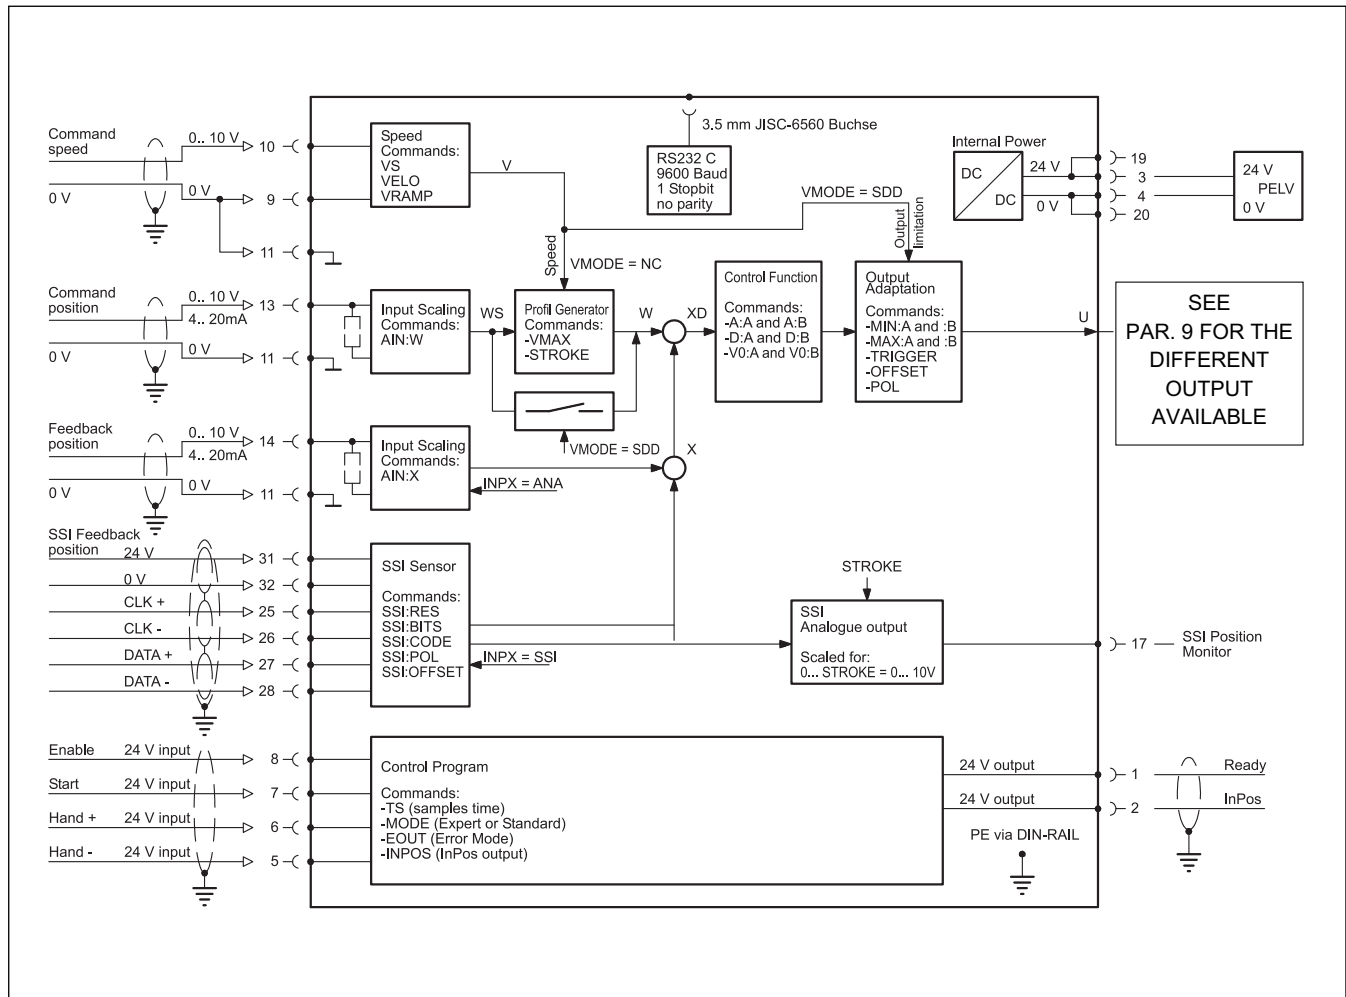 Command
speed
0.. 10 V
10
0 V
0 V
9
11
Speed
Commands:
VS
VELO
VRAMP
V
3.5 mm JISC-6560 Buchse
RS232 C
9600 Baud
1 Stopbit
no parity
Internal Power
DC
DC
24 V
0 V
19
3
4
20
24 V
PELV
0 V
VMODE = SDD
Output
limitation
Speed
VMODE = NC
Command
position
0.. 10 V
4.. 20mA
13
0 V
0 V
11
Input Scaling
Commands:
AIN:W
WS
Profil Generator
Commands:
-VMAX
-STROKE
W
XD
Control Function
Commands:
-A:A and A:B
-D:A and D:B
-V0:A and V0:B
Output
Adaptation
Commands:
-MIN:A and :B
-MAX:A and :B
-TRIGGER
-OFFSET
-POL
U
SEE
PAR. 9 FOR THE
DIFFERENT
OUTPUT
AVAILABLE
VMODE = SDD
Feedback
position
0.. 10 V
4.. 20mA
14
0 V
0 V
11
Input Scaling
Commands:
AIN:X
INPX = ANA
X
SSI Feedback
position
24 V
31
0 V
32
CLK +
25
CLK -
26
DATA +
27
DATA -
28
SSI Sensor
Commands:
SSI:RES
SSI:BITS
SSI:CODE
SSI:POL
SSI:OFFSET
INPX = SSI
STROKE
SSI
Analogue output
Scaled for:
0... STROKE = 0... 10V
17
SSI Position
Monitor
Enable
24 V input
8
Start
24 V input
7
Hand +
24 V input
6
Hand -
24 V input
5
Control Program
Commands:
-TS (samples time)
-MODE (Expert or Standard)
-EOUT (Error Mode)
-INPOS (InPos output)
24 V output
1
Ready
24 V output
2
InPos
PE via DIN-RAIL